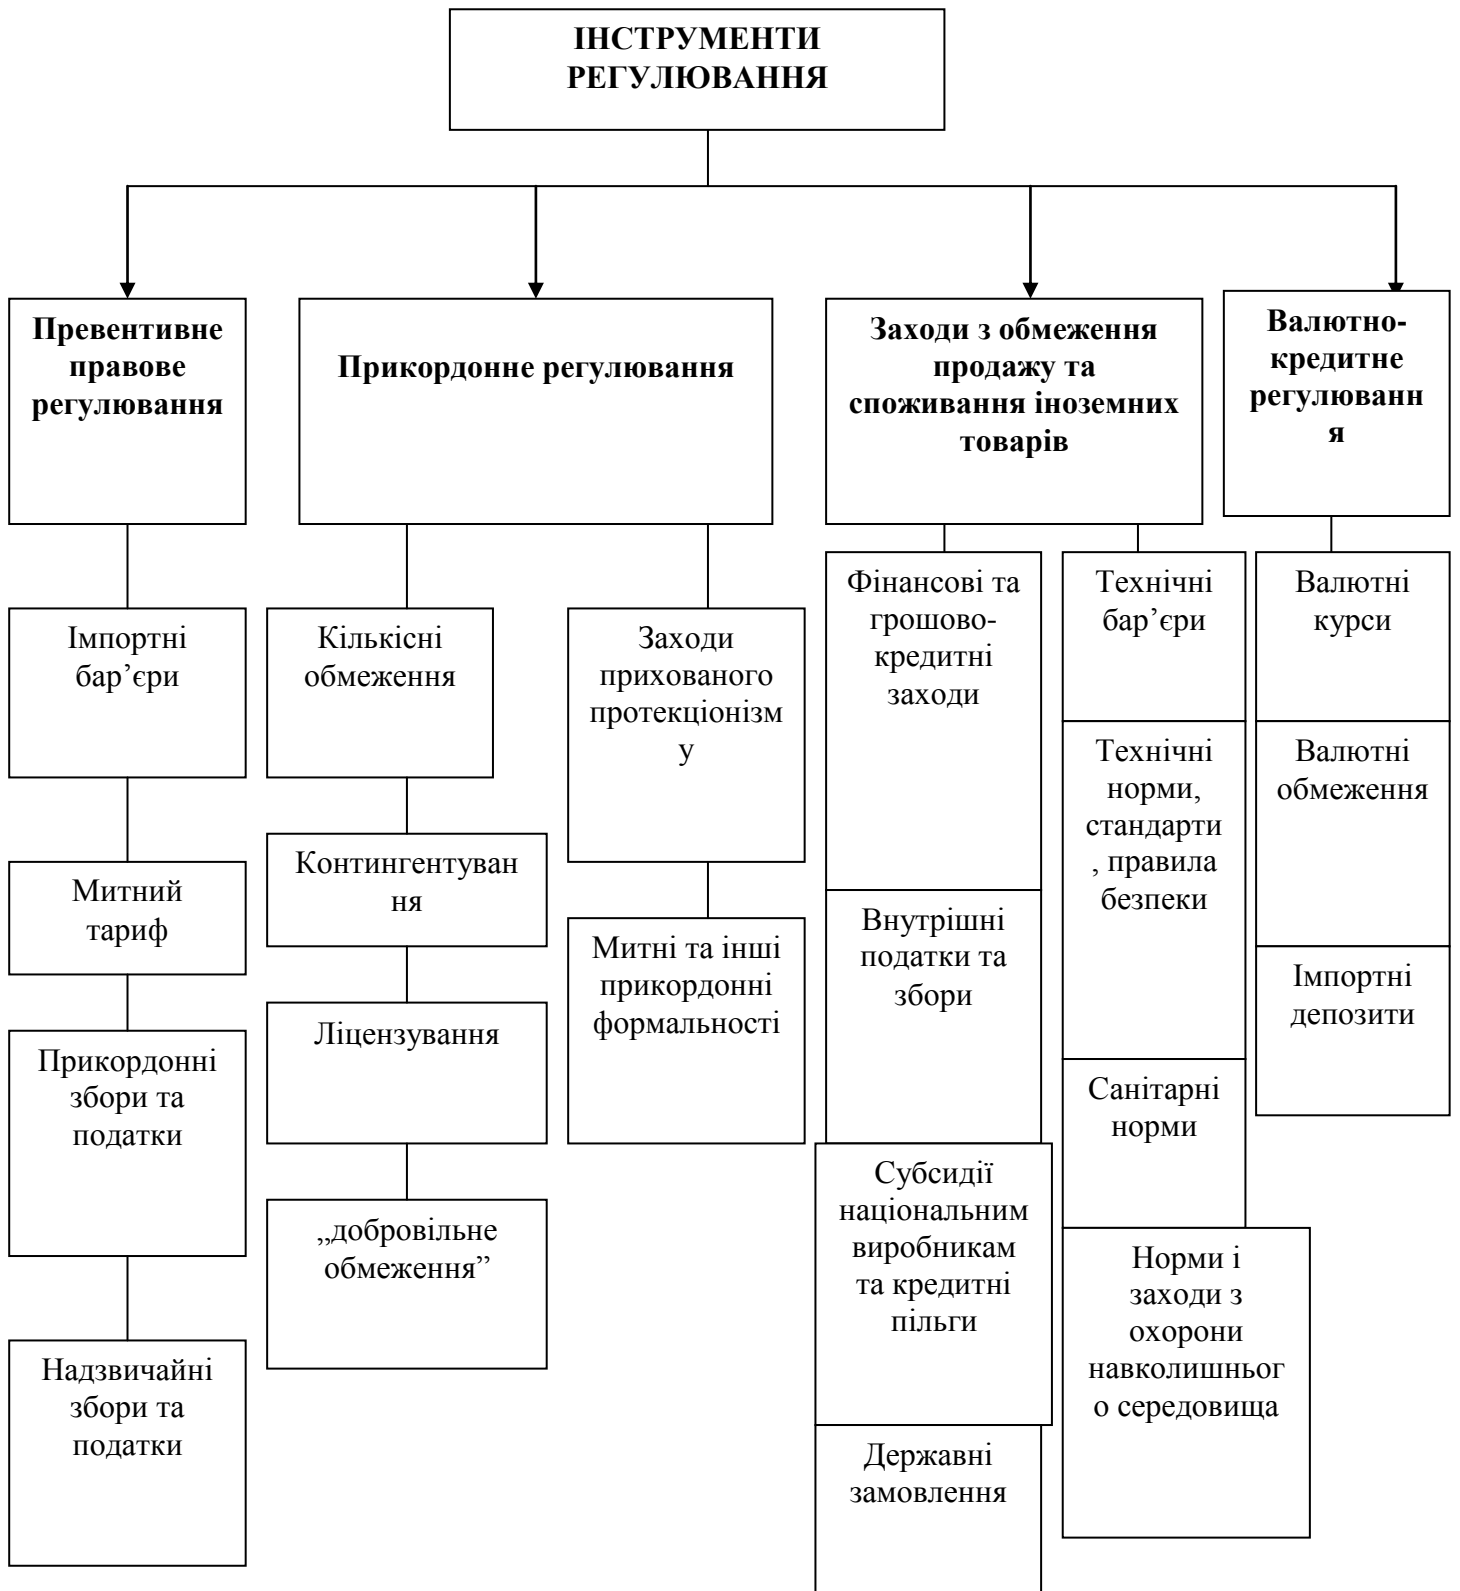 ІНСТРУМЕНТИ
РЕГУЛЮВАННЯ
Превентивне
правове
регулювання
Прикордонне регулювання
Заходи з обмеження
продажу та
споживання іноземних
товарів
Валютно-
кредитне
регулюванн
я
Імпортні
бар’єри
Митний
тариф
Прикордонні
збори та
податки
Надзвичайні
збори та
податки
Кількісні
обмеження
Контингентуван
ня
Ліцензування
„добровільне
обмеження”
Заходи
прихованого
протекціонізм
у
Митні та інші
прикордонні
формальності
Фінансові та
грошово-
кредитні
заходи
Внутрішні
податки та
збори
Субсидії
національним
виробникам
та кредитні
пільги
Державні
замовлення
Технічні
бар’єри
Технічні
норми,
стандарти
, правила
безпеки
Санітарні
норми
Норми і
заходи з
охорони
навколишньог
о середовища
Валютні
курси
Валютні
обмеження
Імпортні
депозити